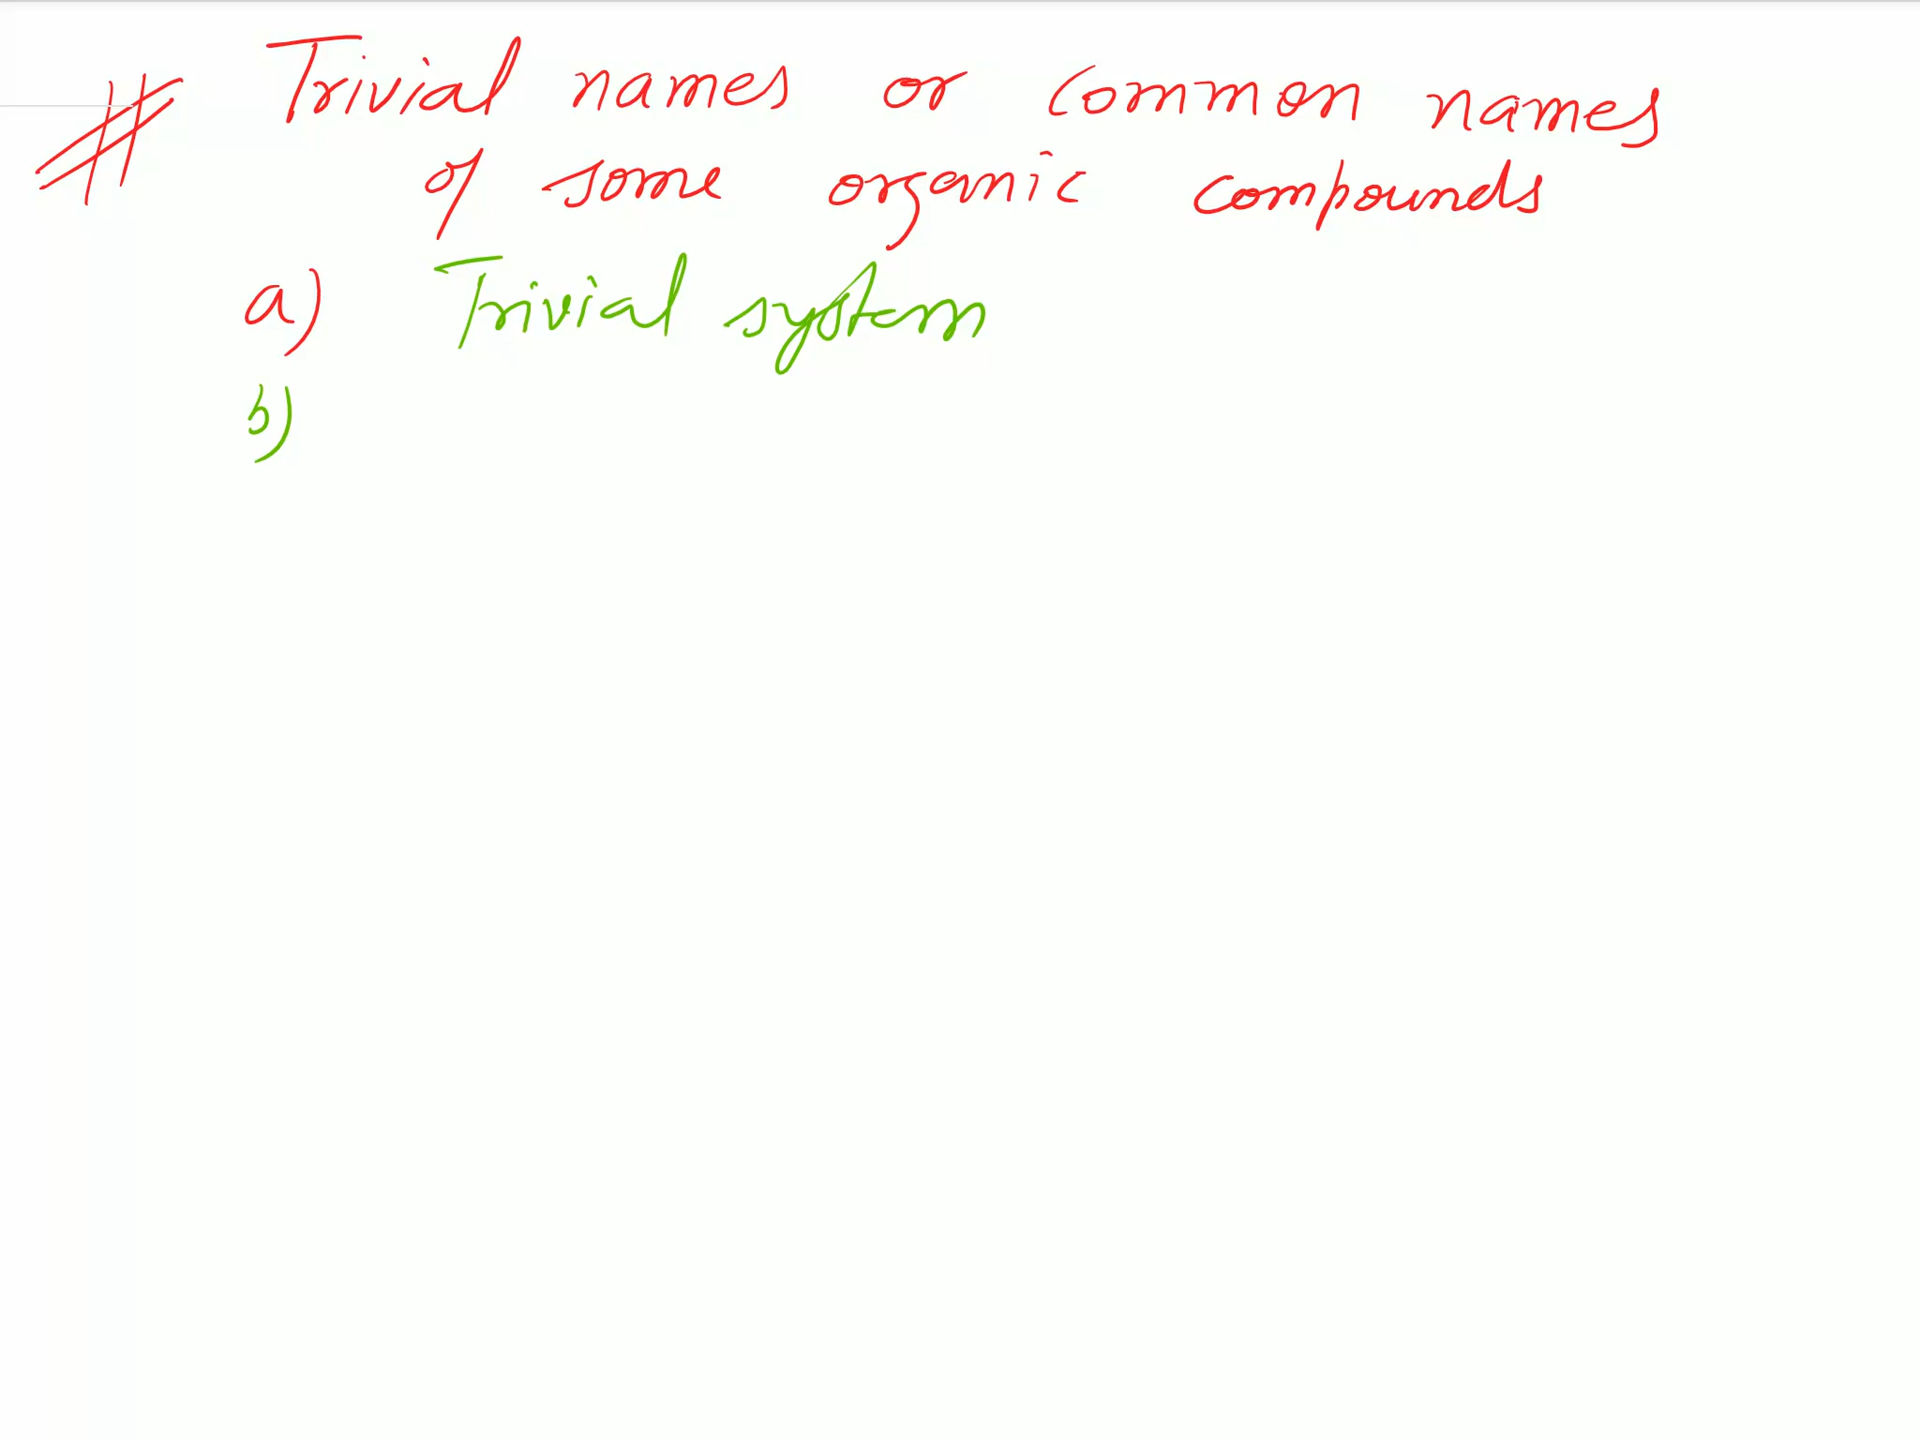 # Trivial names or common names
of some organic compounds
a) Trivial system
b)